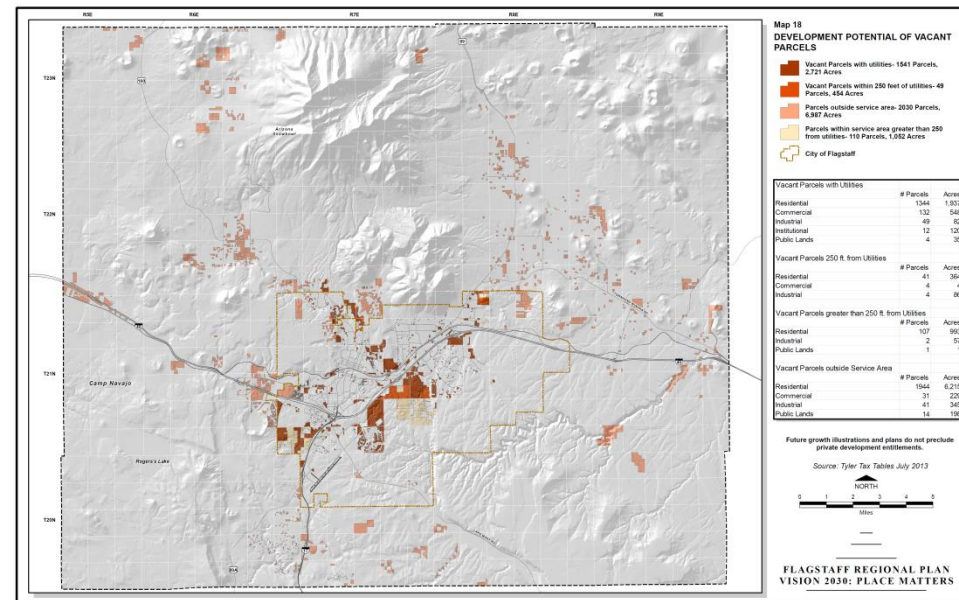 R5E R6E R7E R8E R9E
T23N
T22N
T21N
T20N
180
89
Arizona
Snowbowl
Camp Navajo
Rogers Lake
Map 18
DEVELOPMENT POTENTIAL OF VACANT
PARCELS
Vacant Parcels with utilities- 1541 Parcels,
2,721 Acres
Vacant Parcels within 250 feet of utilities- 49
Parcels, 454 Acres
Parcels outside service area- 2030 Parcels,
6,987 Acres
Parcels within service area greater than 250
from utilities- 110 Parcels, 1,052 Acres
City of Flagstaff
Vacant Parcels with Utilities
# Parcels Acres
Residential 1344 1,937
Commercial 132 548
Industrial 49 82
Institutional 12 120
Public Lands 4 35
Vacant Parcels 250 ft. from Utilities
# Parcels Acres
Residential 41 364
Commercial 4 4
Industrial 4 86
Vacant Parcels greater than 250 ft. from Utilities
# Parcels Acres
Residential 107 993
Industrial 2 57
Public Lands 1
Vacant Parcels outside Service Area
# Parcels Acres
Residential 1944 6,215
Commercial 31 229
Industrial 41 345
Public Lands 14 198
Future growth illustrations and plans do not preclude
private development entitlements.
Source: Tyler Tax Tables July 2013
NORTH
0 1 2 3 4 5
Miles
FLAGSTAFF REGIONAL PLAN
VISION 2030: PLACE MATTERS